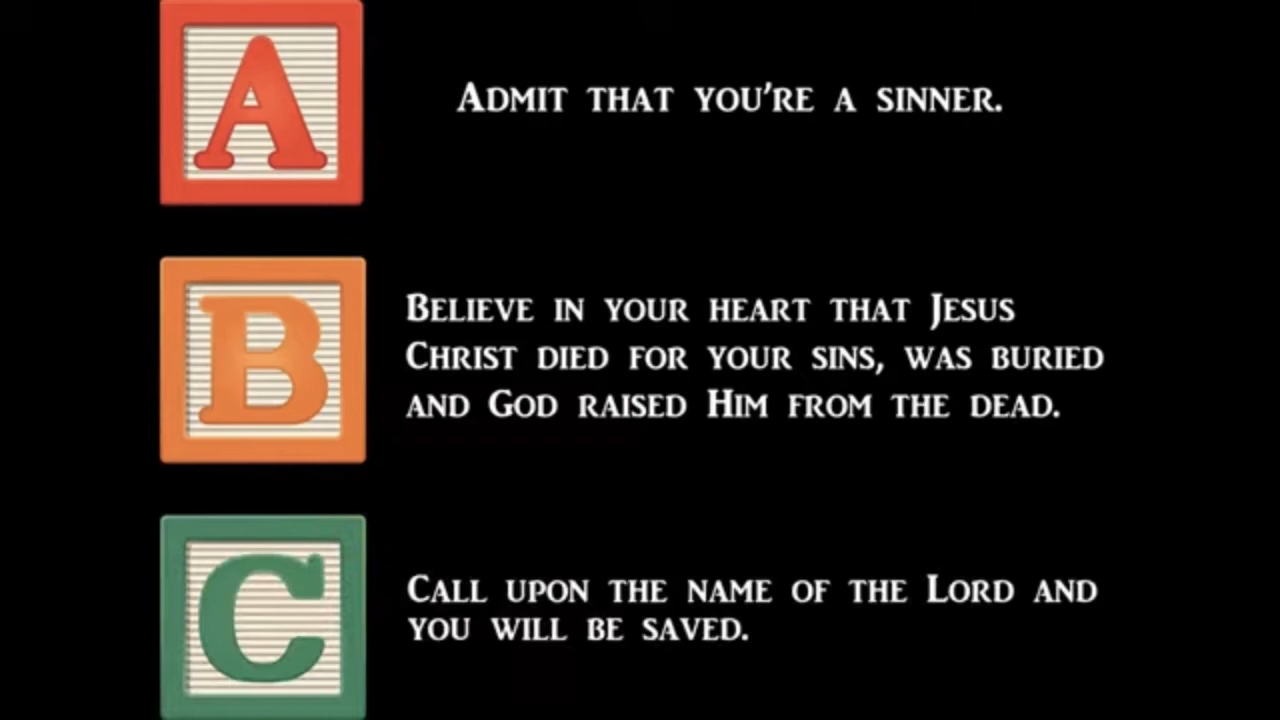 A
Admit that you're a sinner.
B
Believe in your heart that Jesus
Christ died for your sins, was buried
and God raised Him from the dead.
C
Call upon the name of the Lord and
you will be saved.